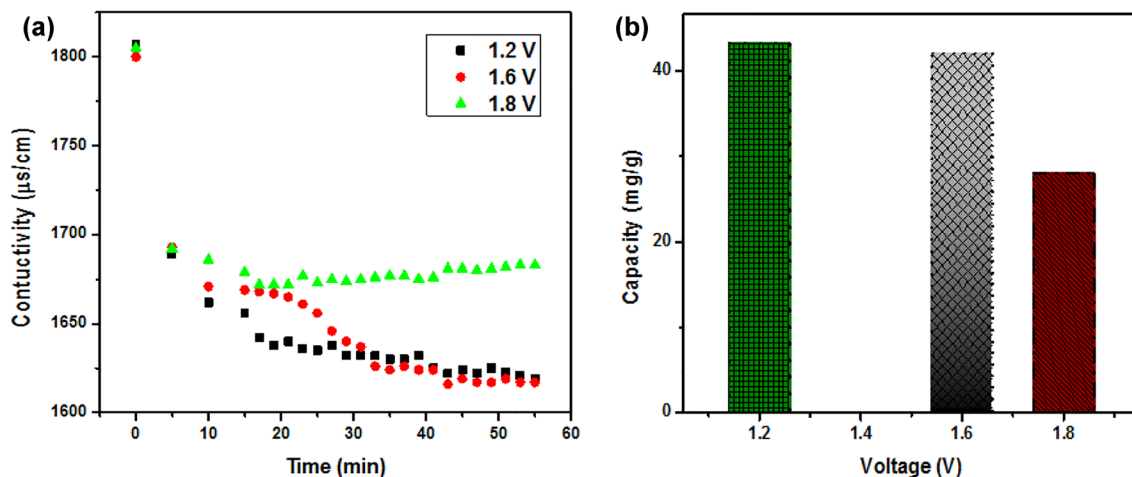 (a)
1800
1750
1700
1650
1600
Contuctivity (µs/cm)
1.2 V
1.6 V
1.8 V
0 10 20 30 40 50 60
Time (min)
(b)
40
20
0
Capacity (mg/g)
1.2 1.4 1.6 1.8
Voltage (V)